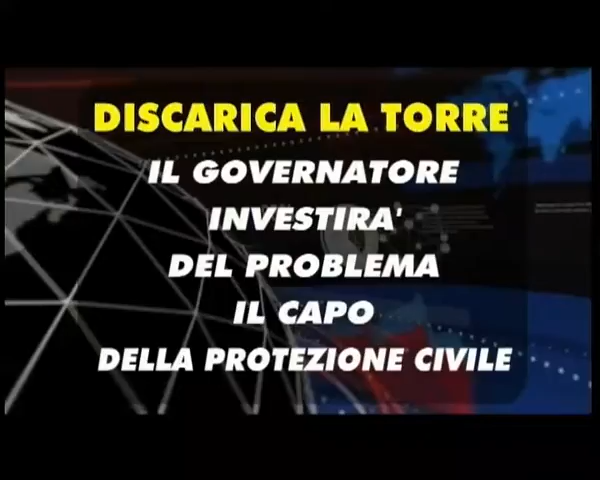 DISCARICA LA TORRE
IL GOVERNATORE
INVESTIRA'
DEL PROBLEMA
IL CAPO
DELLA PROTEZIONE CIVILE